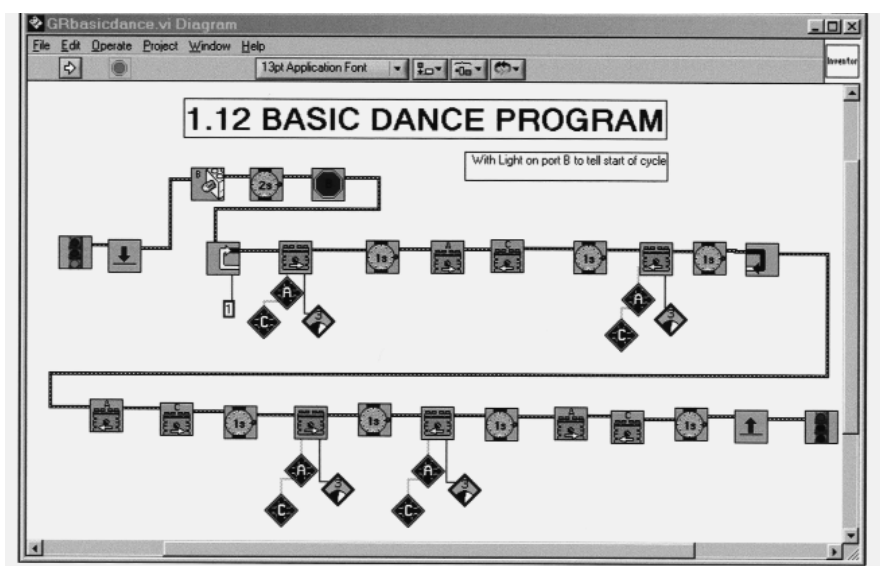 GRbasicdance.vi Diagram
File Edit Operate Project Window Help
13pt Application Font
Inventor
1.12 BASIC DANCE PROGRAM
With Light on port B to tell start of cycle
B 2s
1s A C 1s 1s
A 3 A 3
1 C C
A C 1s 1s 1s A C 1s
A 3 A 3
C C